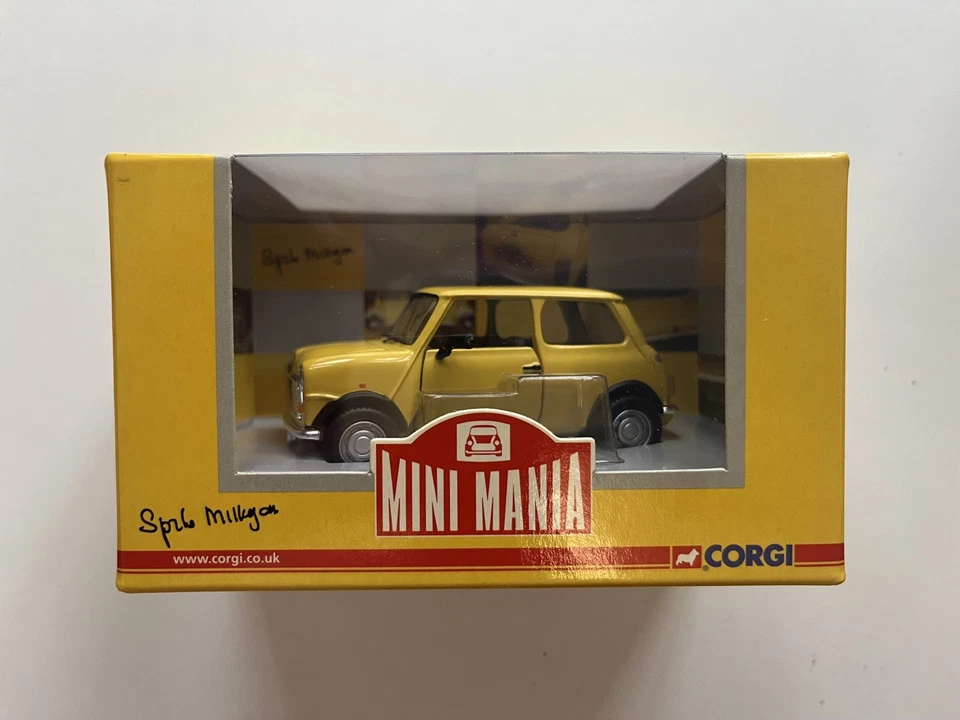 Spike Milligan
MINI MANIA
Spike Milligan
www.corgi.co.uk
CORGI